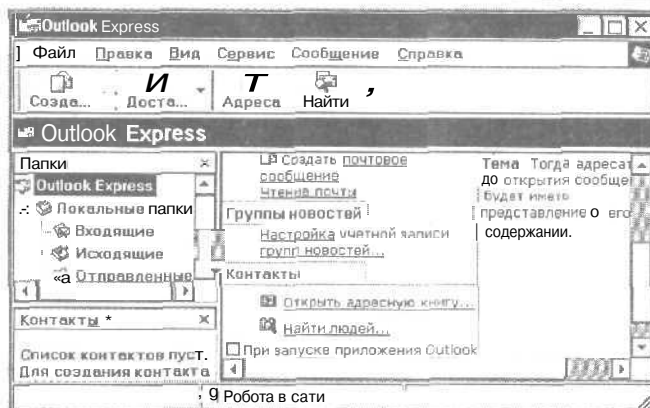 Outlook Express
Файл Правка Вид Сервис Сообщение Справка
Созда... Доста... Адреса Найти
Outlook Express
Папки ×
Outlook Express
Локальные папки
Входящие
Исходящие
Отправленные
Контакты *
Список контактов пуст.
Для создания контакта
Создать почтовое
сообщение
Чтение почты
Группы новостей
Настройка учетной записи
групп новостей...
Контакты
Открыть адресную книгу...
Найти людей...
При запуске приложения Outlook
Тема Тогда адресат
до открытия сообще
будет иметь
представление о его
содержании.
Робота в сати